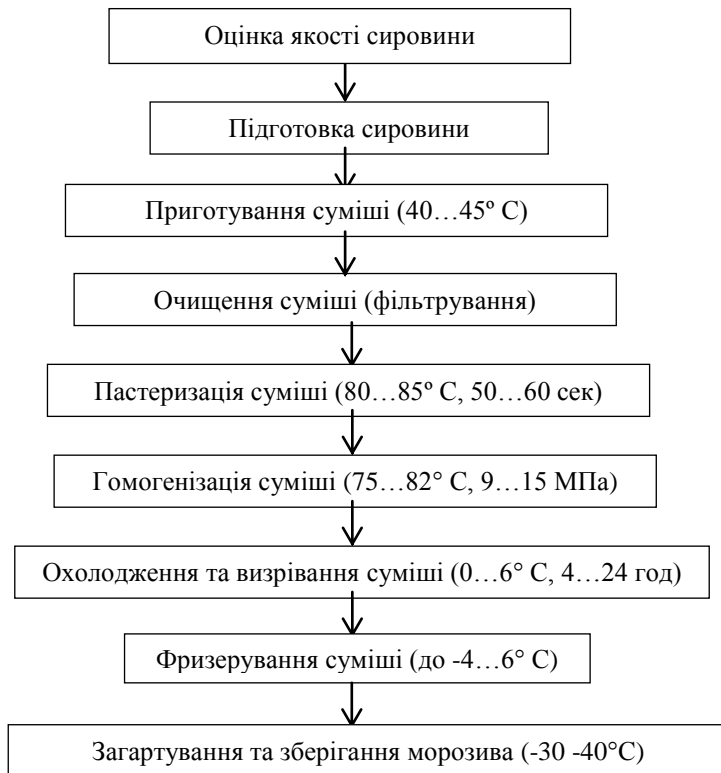 Оцінка якості сировини
Підготовка сировини
Приготування суміші (40…45º С)
Очищення суміші (фільтрування)
Пастеризація суміші (80…85º С, 50…60 сек)
Гомогенізація суміші (75…82° С, 9…15 МПа)
Охолодження та визрівання суміші (0…6° С, 4…24 год)
Фризерування суміші (до -4…6° С)
Загартування та зберігання морозива (-30 -40°С)